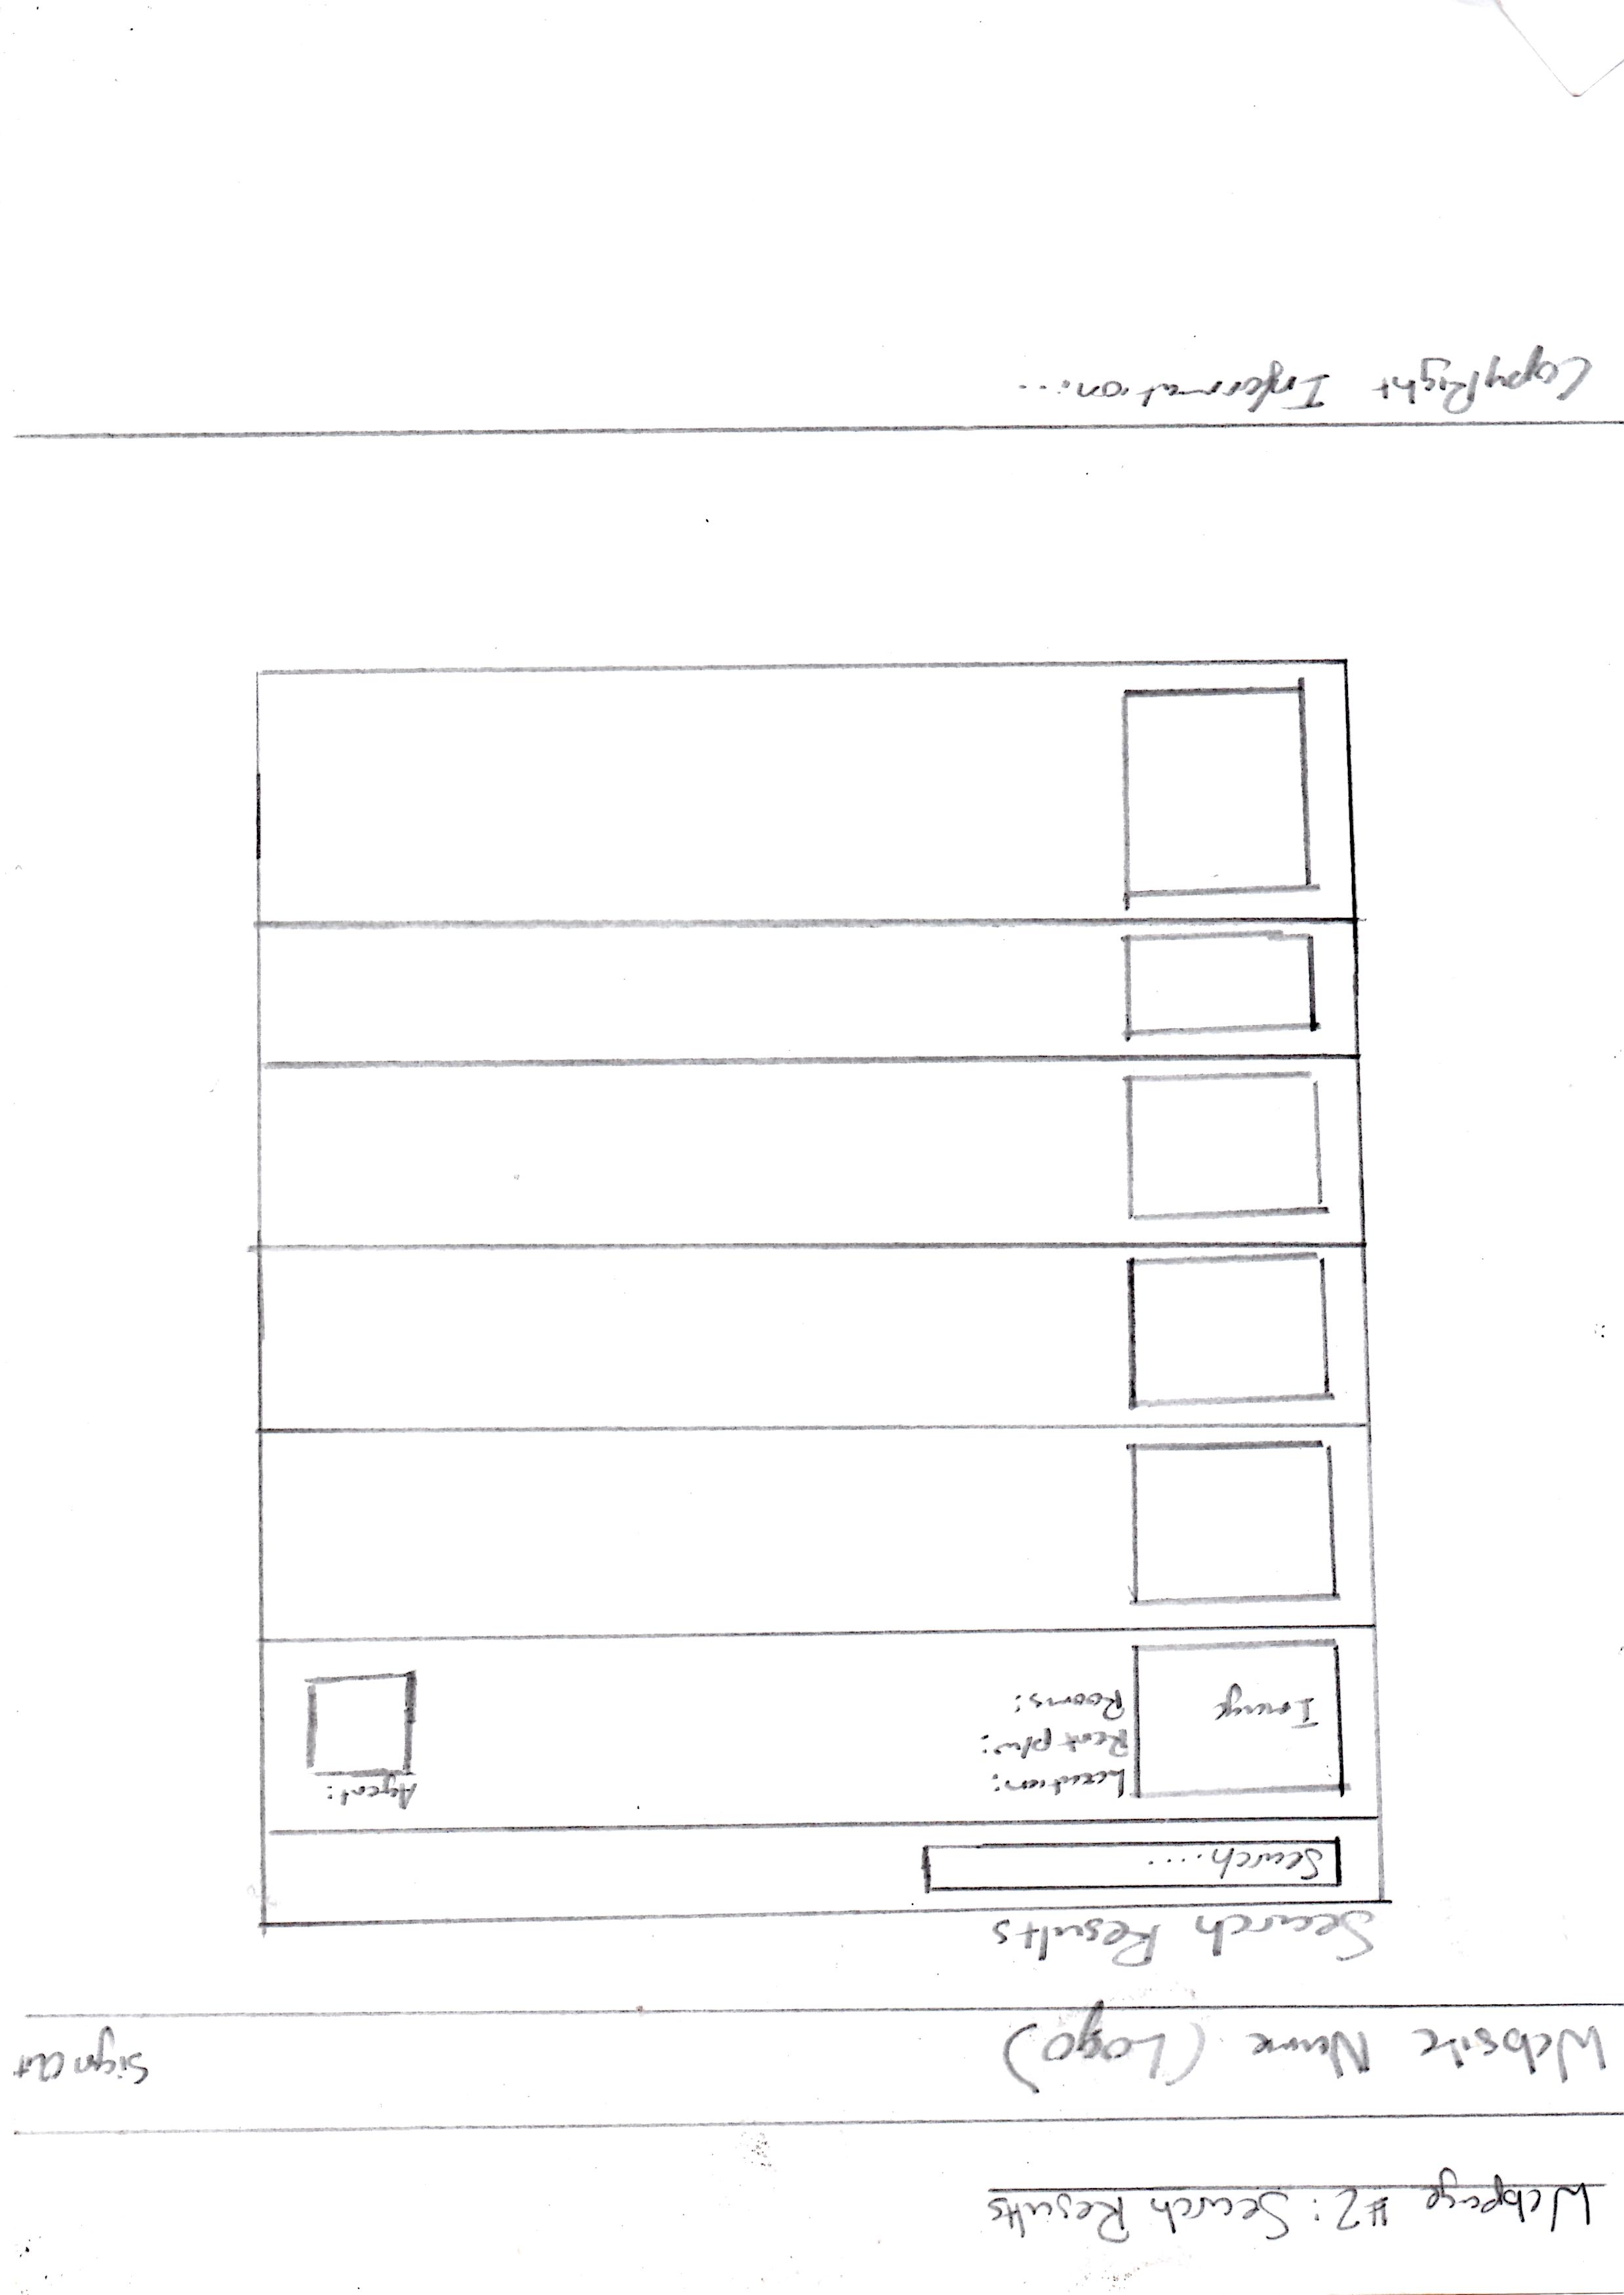 Webpage #2: Search Results
Website Name (Logo)
Sign Out
Search Results
Search....
Image
Location:
Rent p/w:
Rooms:
Agent:
CopyRight Information...